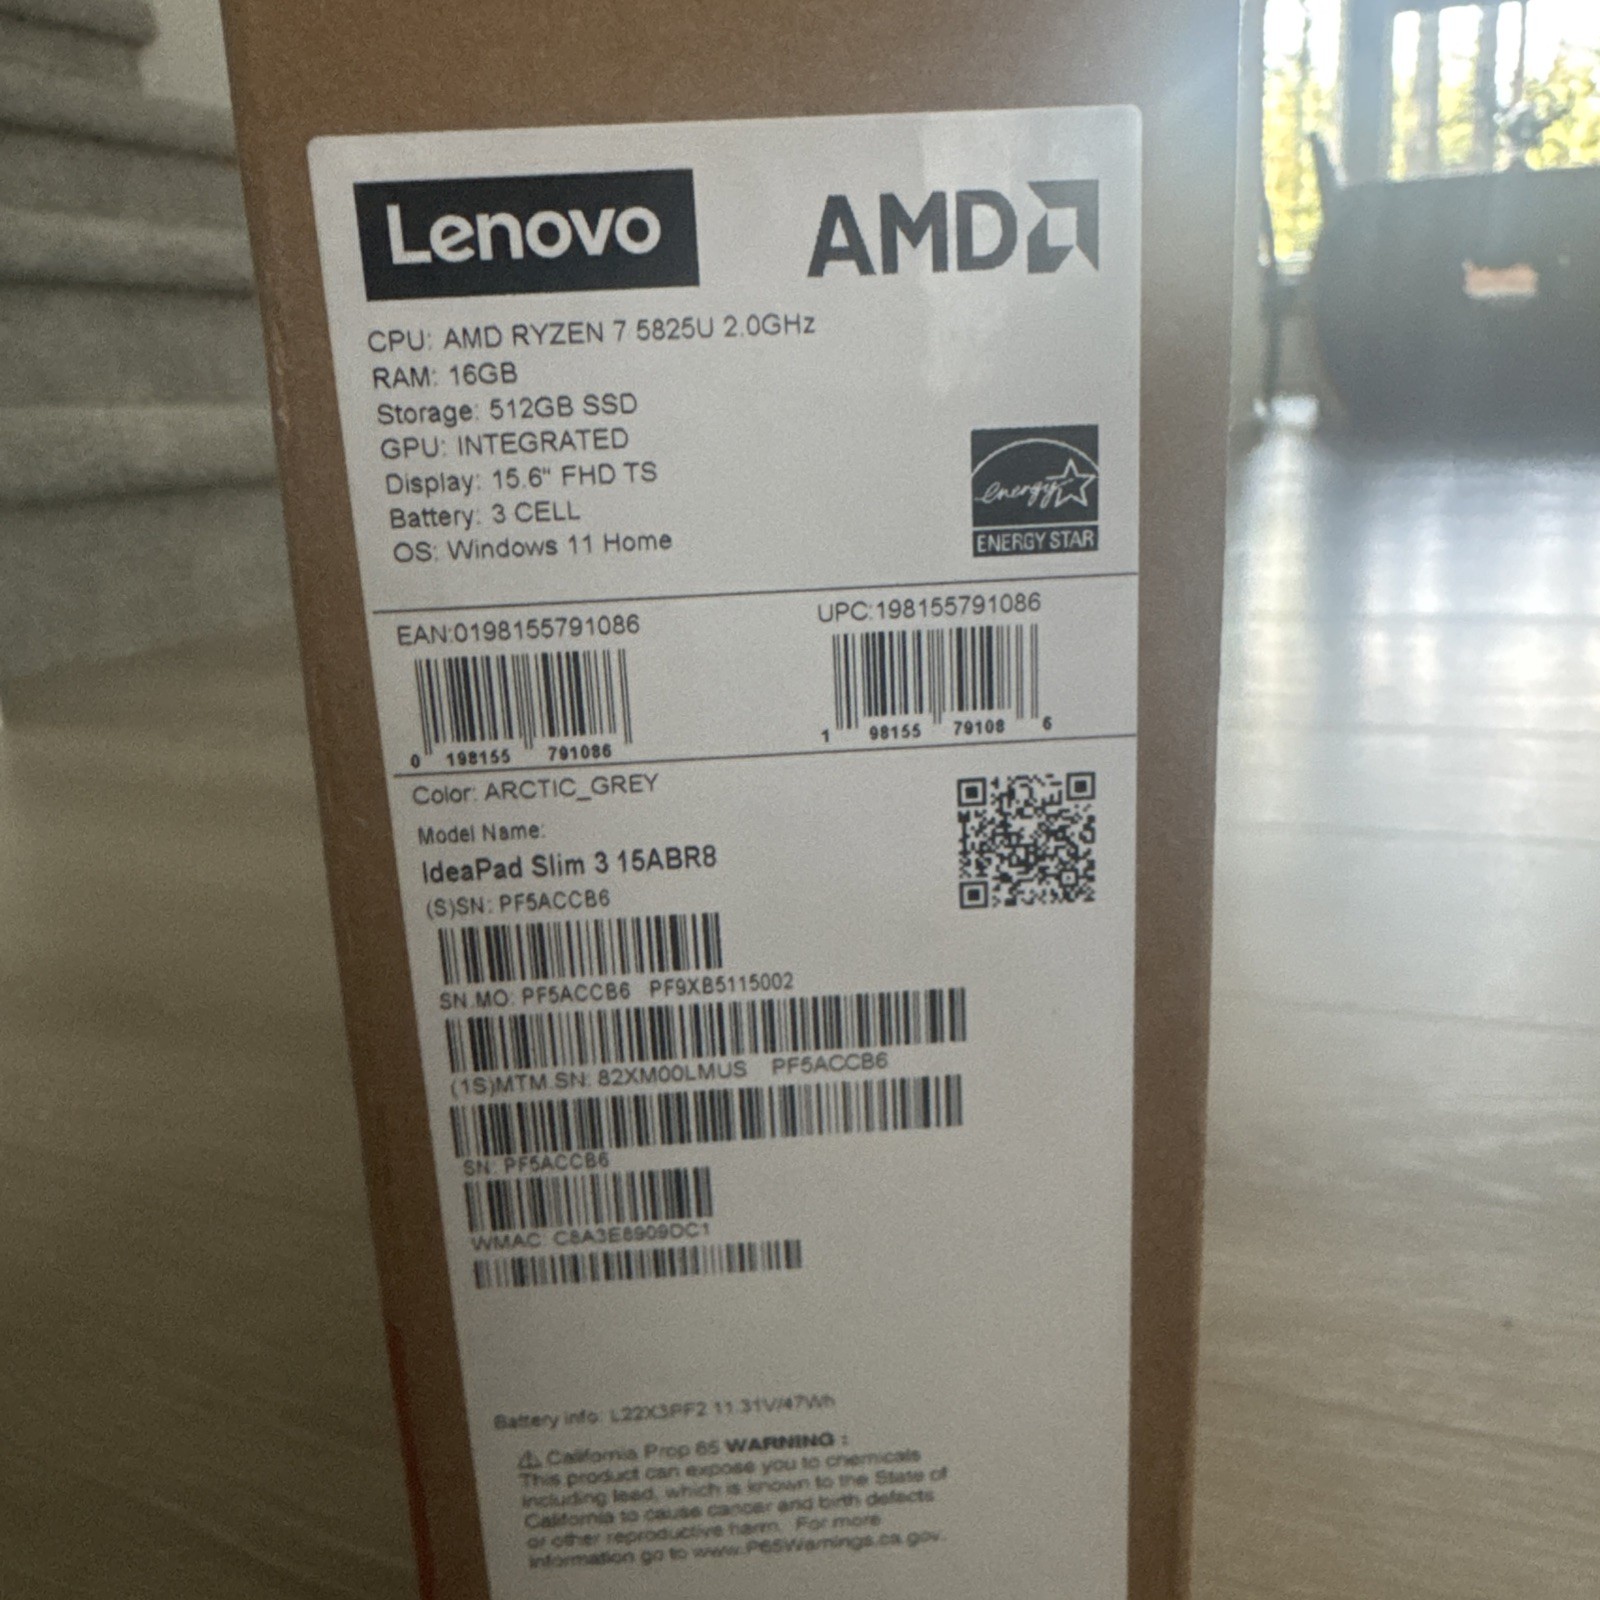 Lenovo AMD
CPU: AMD RYZEN 7 5825U 2.0GHz
RAM: 16GB
Storage: 512GB SSD
GPU: INTEGRATED
Display: 15.6" FHD TS
Battery: 3 CELL
OS: Windows 11 Home
energy
ENERGY STAR
EAN:0198155791086 UPC:198155791086
0 198155 791086 1 98155 79108 6
Color: ARCTIC_GREY
Model Name:
IdeaPad Slim 3 15ABR8
(S)SN: PF5ACCB6
SN.MO: PF5ACCB6 PF9XB5115002
(1S)MTM.SN: 82XM00LMUS PF5ACCB6
SN: PF5ACCB6
WMAC: C8A3E8909DC1
Battery info: L22X3PF2 11.31V/47Wh
⚠ California Prop 65 WARNING :
This product can expose you to chemicals
including lead, which is known to the State of
California to cause cancer and birth defects
or other reproductive harm. For more
information go to www.P65Warnings.ca.gov.